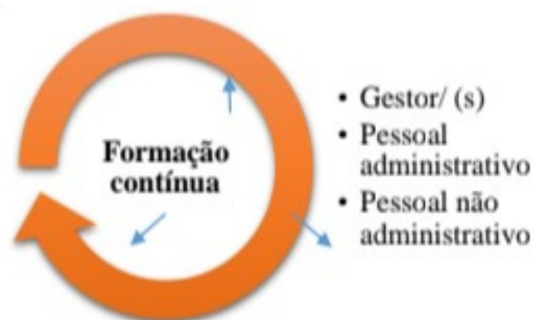 Formação
contínua
• Gestor/ (s)
• Pessoal
administrativo
• Pessoal não
administrativo